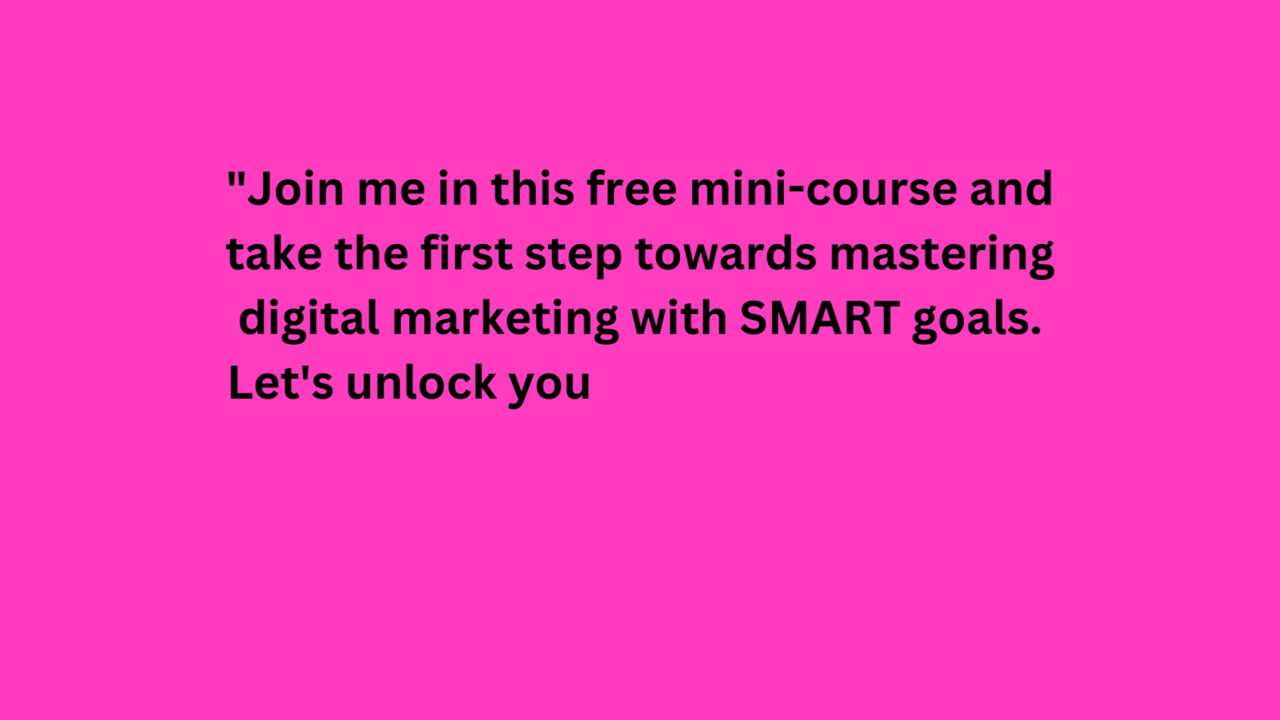 "Join me in this free mini-course and
take the first step towards mastering
digital marketing with SMART goals.
Let's unlock you